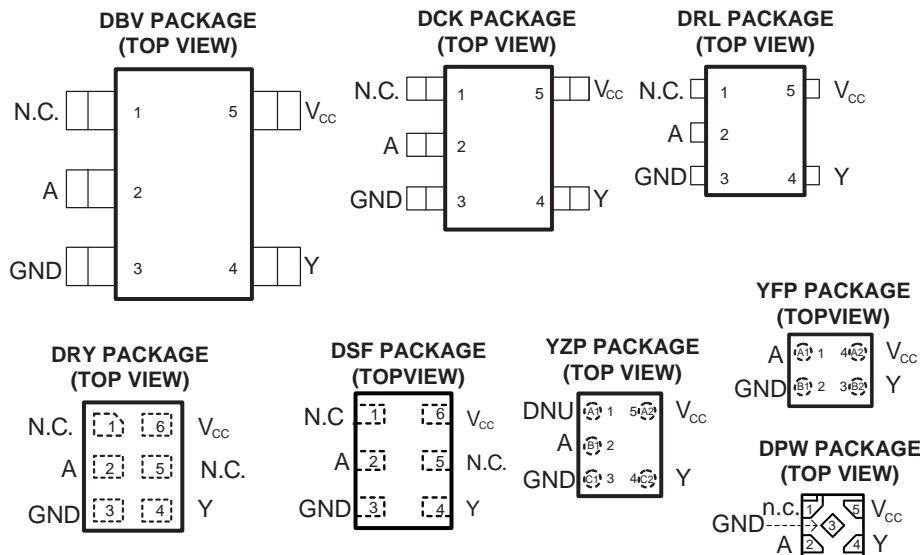 DBV PACKAGE
(TOP VIEW)
N.C. 1 5 VCC
A 2
GND 3 4 Y
DCK PACKAGE
(TOP VIEW)
N.C. 1 5 VCC
A 2
GND 3 4 Y
DRL PACKAGE
(TOP VIEW)
N.C. 1 5 VCC
A 2
GND 3 4 Y
DRY PACKAGE
(TOP VIEW)
N.C. 1 6 VCC
A 2 5 N.C.
GND 3 4 Y
DSF PACKAGE
(TOPVIEW)
N.C 1 6 VCC
A 2 5 N.C.
GND 3 4 Y
YZP PACKAGE
(TOP VIEW)
DNU A1 1 5 A2 VCC
A B1 2
GND C1 3 4 C2 Y
YFP PACKAGE
(TOPVIEW)
A A1 1 4 A2 VCC
GND B1 2 3 B2 Y
DPW PACKAGE
(TOP VIEW)
n.c. 1 5 VCC
GND 3
A 2 4 Y